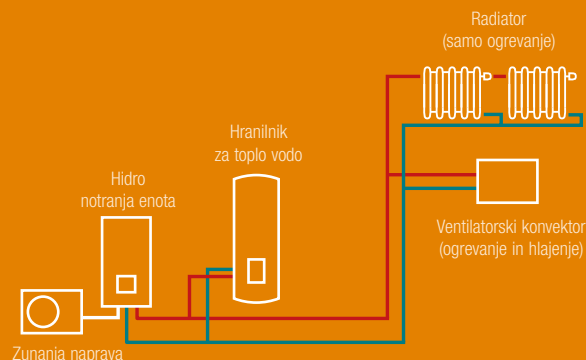 Radiator
(samo ogrevanje)
Hranilnik
za toplo vodo
Hidro
notranja enota
Ventilatorski konvektor
(ogrevanje in hlajenje)
Zunanja naprava